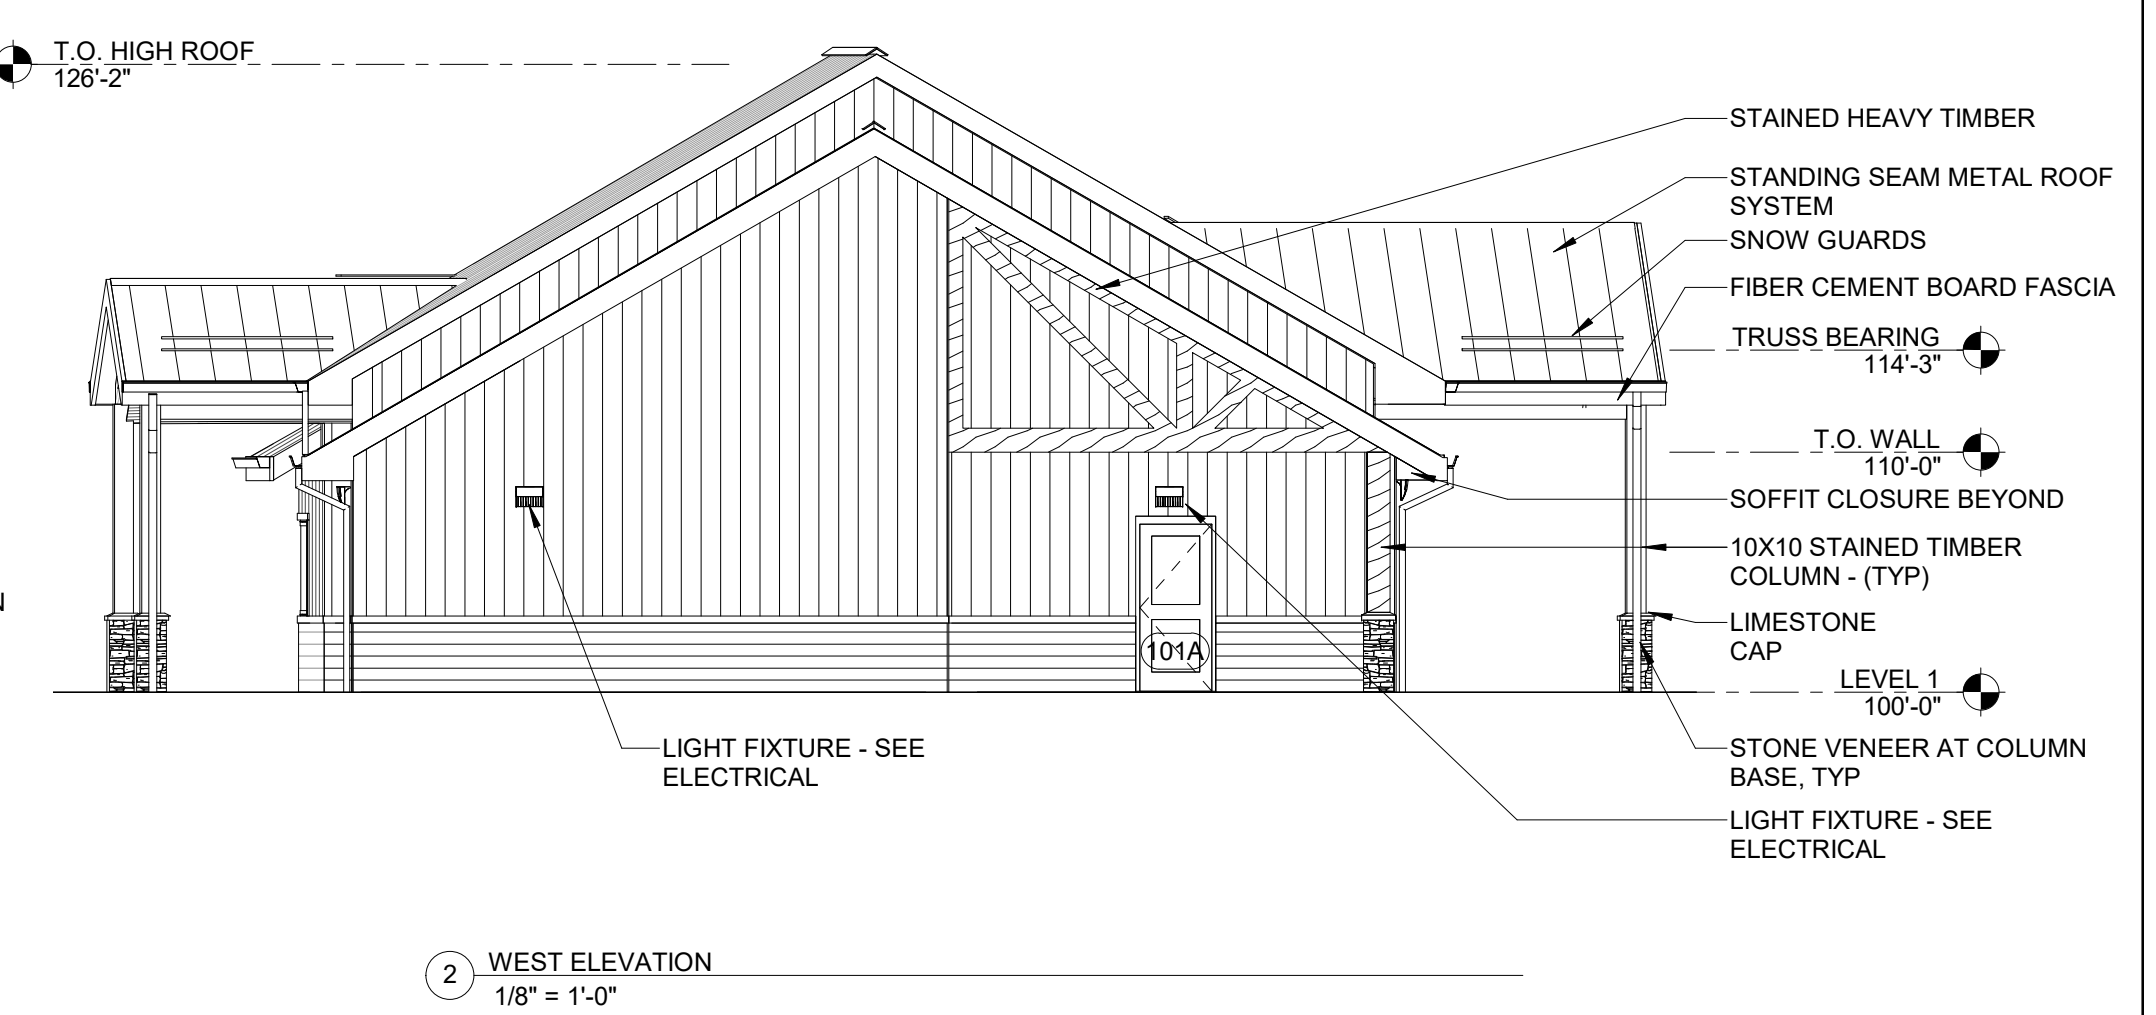 T.O. HIGH ROOF
126'-2"
STAINED HEAVY TIMBER
STANDING SEAM METAL ROOF
SYSTEM
SNOW GUARDS
FIBER CEMENT BOARD FASCIA
TRUSS BEARING
114'-3"
T.O. WALL
110'-0"
SOFFIT CLOSURE BEYOND
10X10 STAINED TIMBER
COLUMN - (TYP)
N
LIMESTONE
CAP
101A
LEVEL 1
100'-0"
STONE VENEER AT COLUMN
BASE, TYP
LIGHT FIXTURE - SEE
ELECTRICAL
LIGHT FIXTURE - SEE
ELECTRICAL
2 WEST ELEVATION
1/8" = 1'-0"